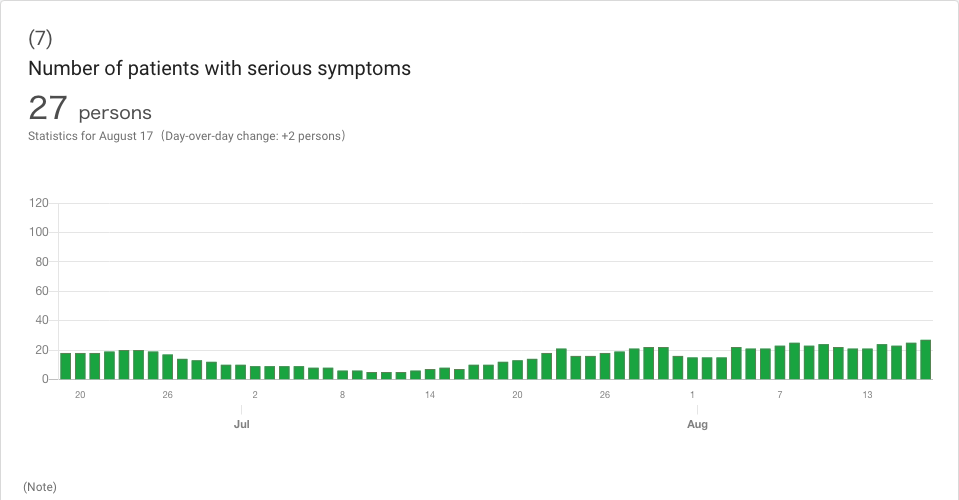 (7)
Number of patients with serious symptoms
27 persons
Statistics for August 17（Day-over-day change: +2 persons）
120
100
80
60
40
20
0
20 26 2 8 14 20 26 1 7 13
Jul Aug
(Note)